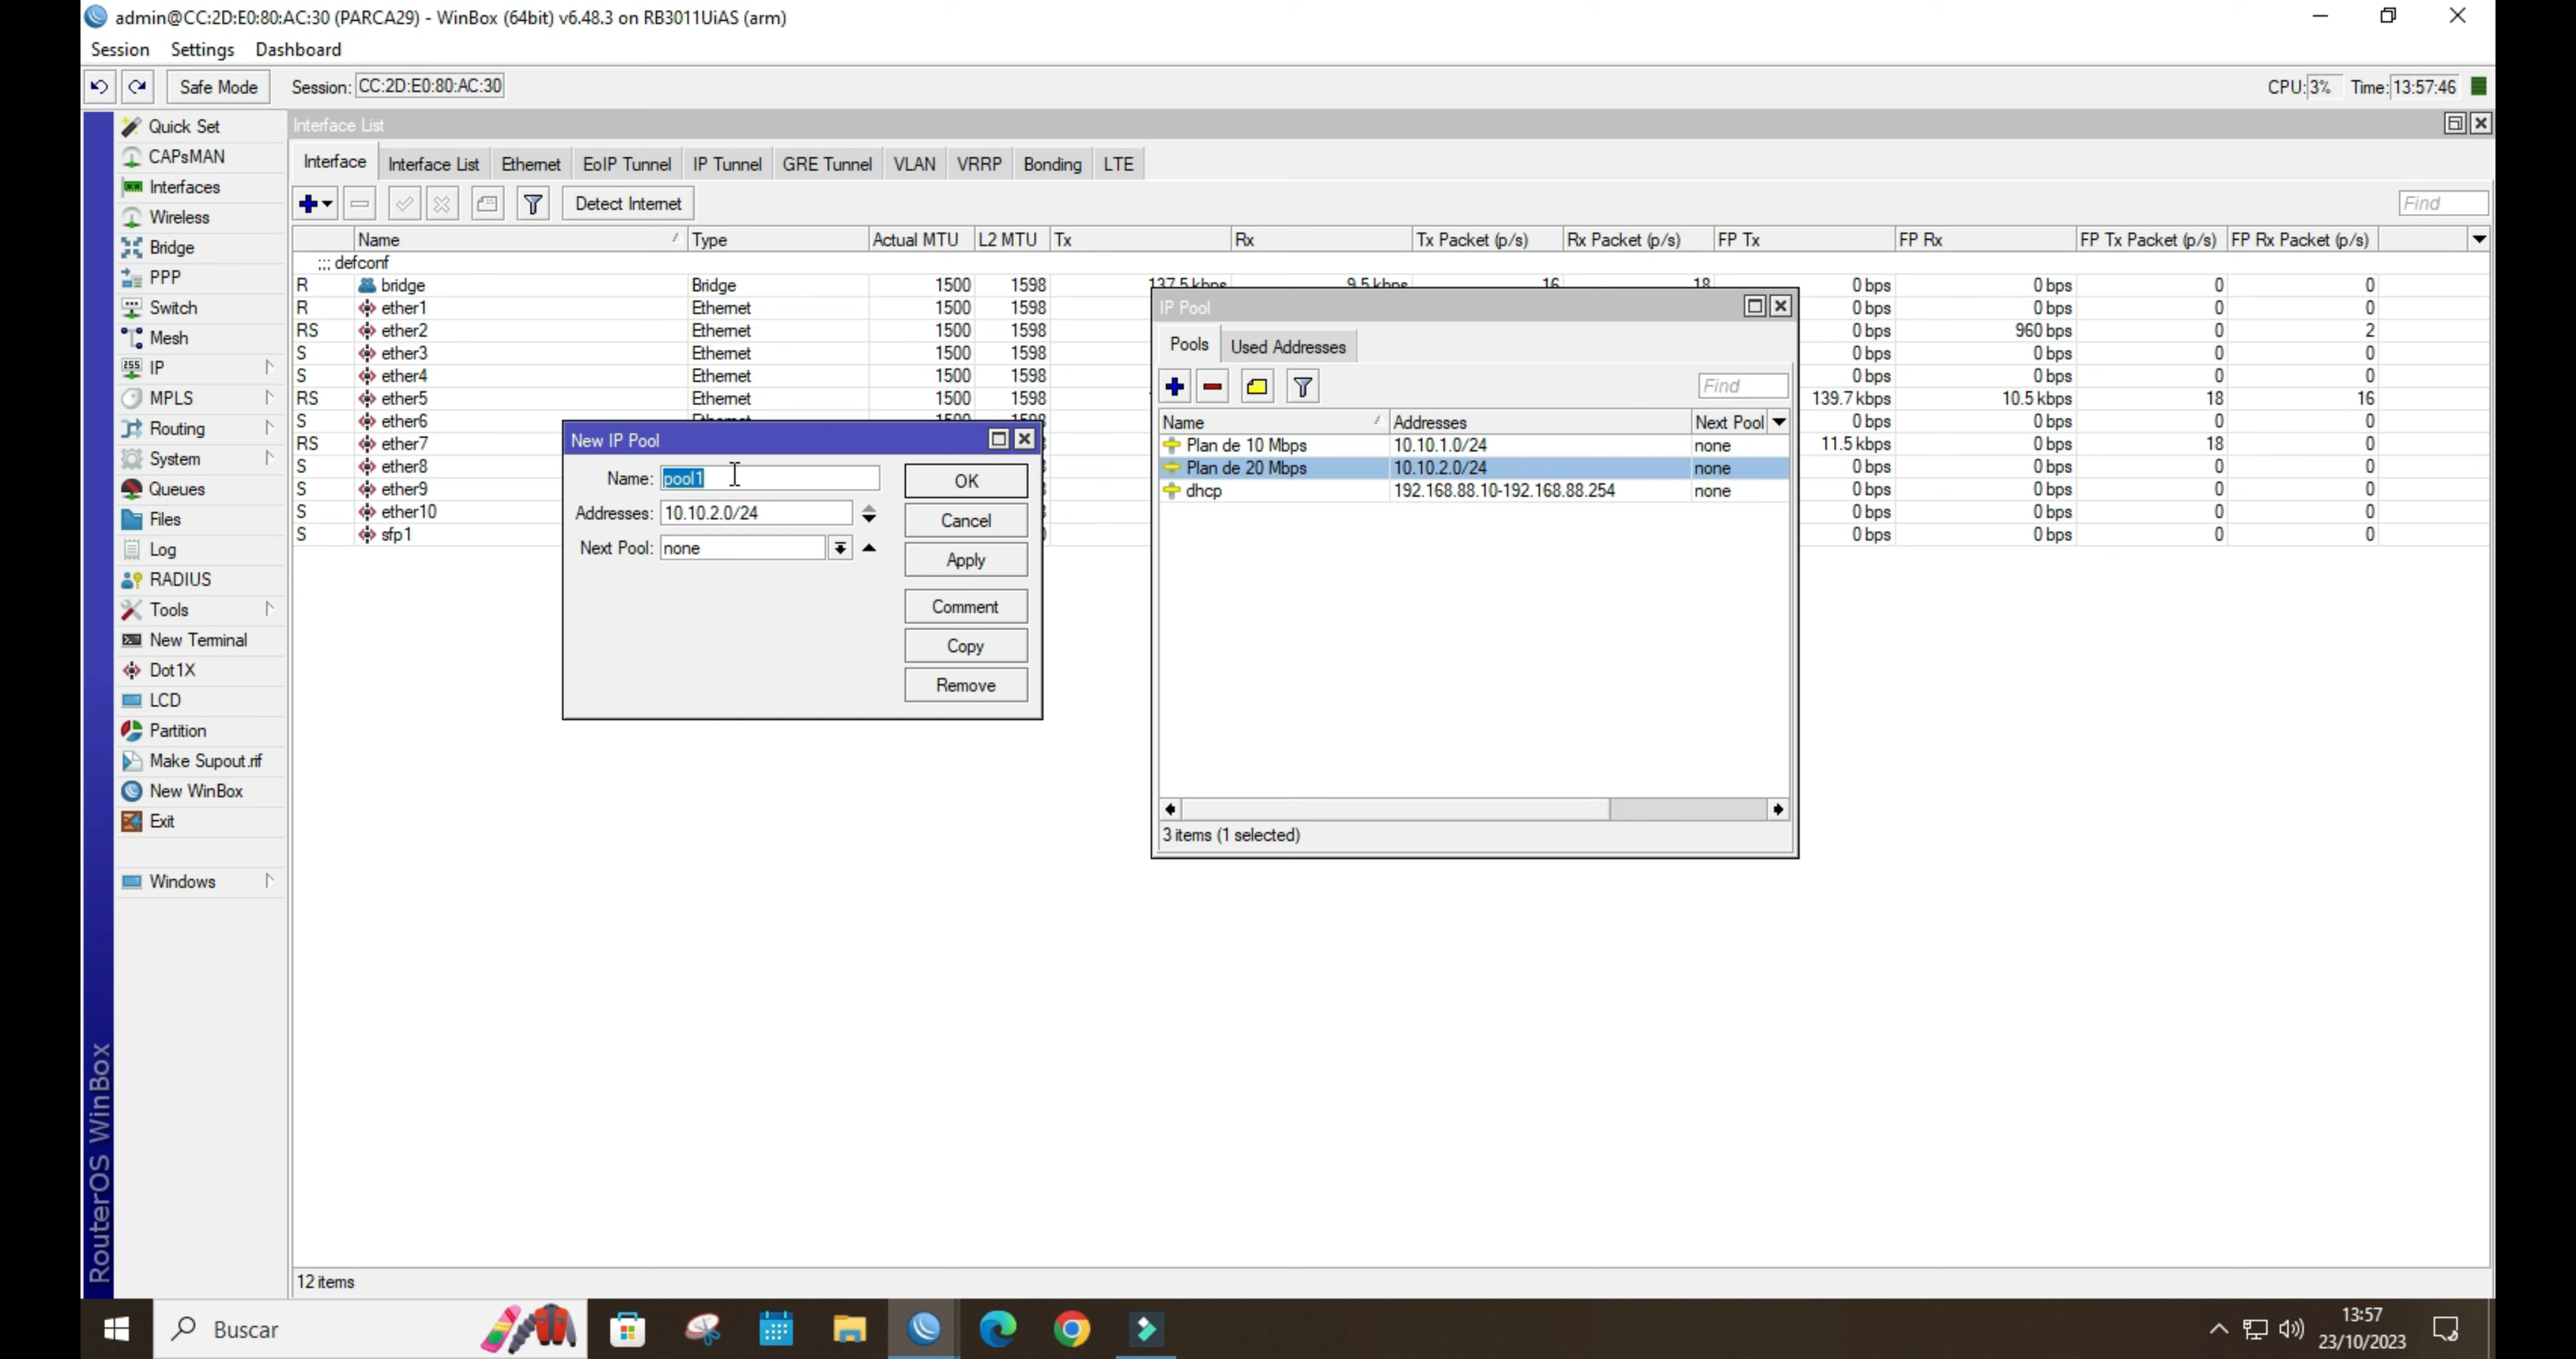 admin@CC:2D:E0:80:AC:30 (PARCA29) - WinBox (64bit) v6.48.3 on RB3011UiAS (arm)
Session Settings Dashboard
Safe Mode Session: CC:2D:E0:80:AC:30 CPU: 3% Time: 13:57:46
Quick Set
CAPsMAN
Interfaces
Wireless
Bridge
PPP
Switch
Mesh
IP
MPLS
Routing
System
Queues
Files
Log
RADIUS
Tools
New Terminal
Dot1X
LCD
Partition
Make Supout.rif
New WinBox
Exit
Windows
RouterOS WinBox
Interface List
Interface Interface List Ethernet EoIP Tunnel IP Tunnel GRE Tunnel VLAN VRRP Bonding LTE
Detect Internet Find
Name Type Actual MTU L2 MTU Tx Rx Tx Packet (p/s) Rx Packet (p/s) FP Tx FP Rx FP Tx Packet (p/s) FP Rx Packet (p/s)
;;; defconf
R bridge Bridge 1500 1598 137.5 kbps 9.5 kbps 16 18 0 bps 0 bps 0 0
R ether1 Ethernet 1500 1598 0 bps 0 bps 0 0
RS ether2 Ethernet 1500 1598 0 bps 960 bps 0 2
S ether3 Ethernet 1500 1598 0 bps 0 bps 0 0
S ether4 Ethernet 1500 1598 0 bps 0 bps 0 0
RS ether5 Ethernet 1500 1598 139.7 kbps 10.5 kbps 18 16
S ether6 Ethernet 1500 1598 0 bps 0 bps 0 0
RS ether7 11.5 kbps 0 bps 18 0
S ether8 0 bps 0 bps 0 0
S ether9 0 bps 0 bps 0 0
S ether10 0 bps 0 bps 0 0
S sfp1 0 bps 0 bps 0 0
12 items
New IP Pool
Name: pool1
Addresses: 10.10.2.0/24
Next Pool: none
OK
Cancel
Apply
Comment
Copy
Remove
IP Pool
Pools Used Addresses
Find
Name Addresses Next Pool
Plan de 10 Mbps 10.10.1.0/24 none
Plan de 20 Mbps 10.10.2.0/24 none
dhcp 192.168.88.10-192.168.88.254 none
3 items (1 selected)
Buscar
13:57
23/10/2023